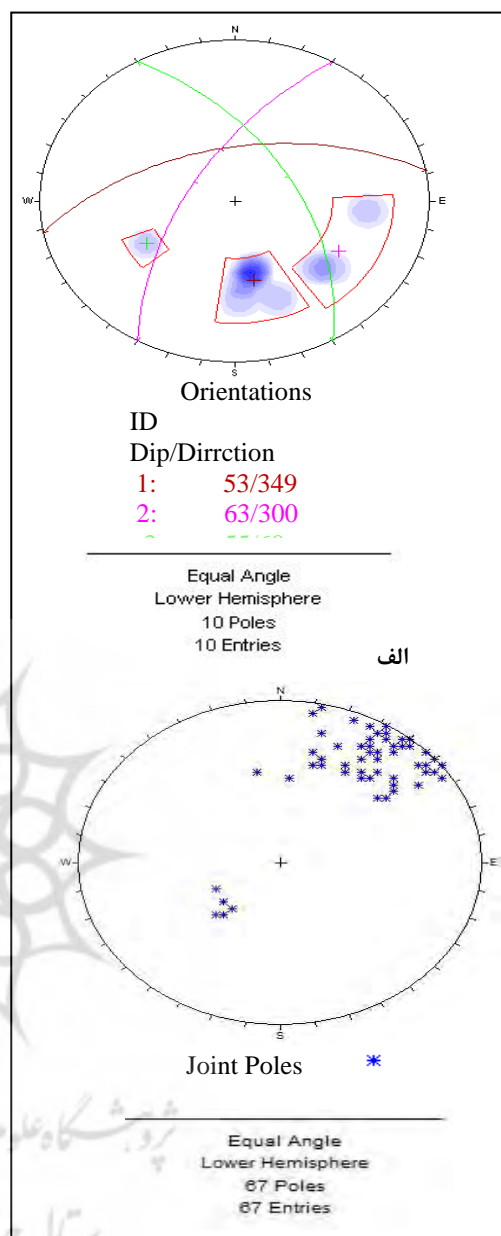 N
W
E
S
Orientations
ID
Dip/Dirrction
1: 53/349
2: 63/300
Equal Angle
Lower Hemisphere
10 Poles
10 Entries
الف
N
W
E
S
Joint Poles
Equal Angle
Lower Hemisphere
67 Poles
67 Entries